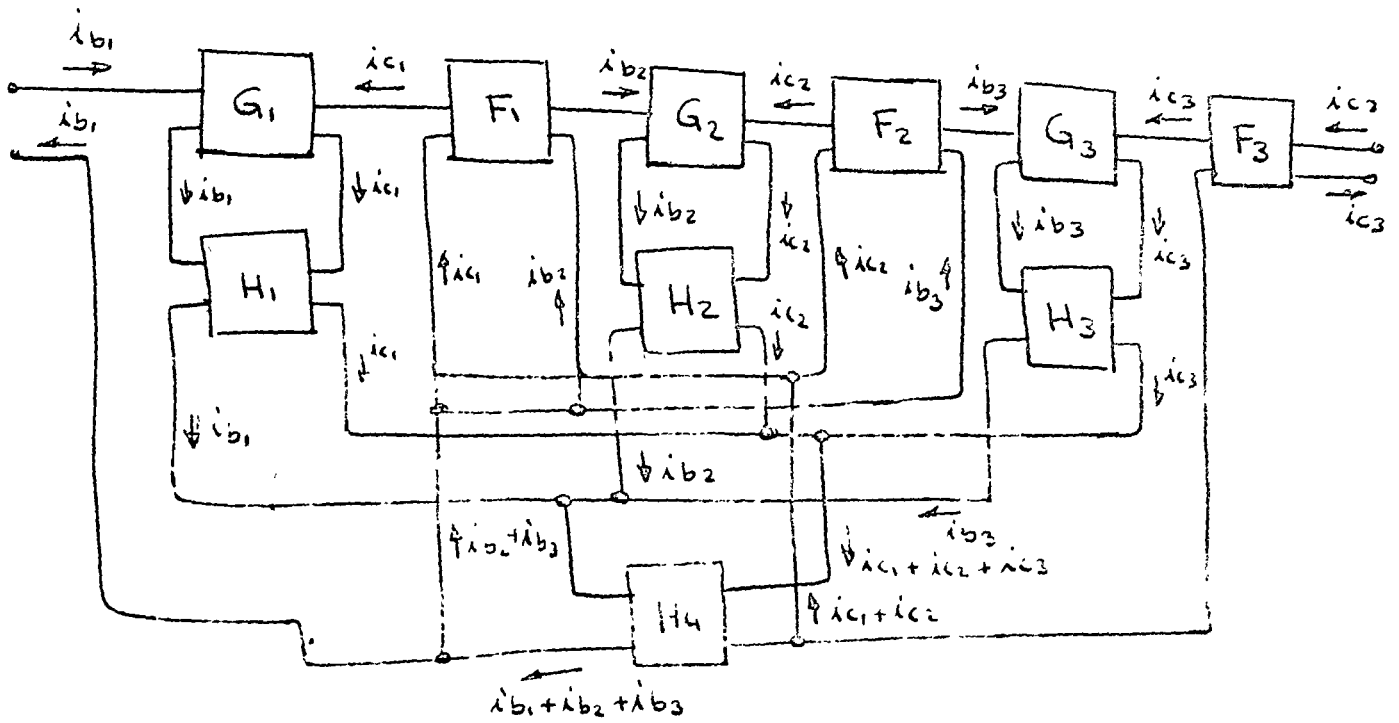 ib1
ic1
ib2
ic2
ib3
ic3
ic3
ib1
G1
F1
G2
F2
G3
F3
ic3
ib1
ic1
ib2
ic2
ib3
ic3
H1
ic1
ib2
H2
ic2
ic2
ib3
H3
ic1
ic3
ib1
ib2
ib2+ib3
ib3
ic1+ic2+ic3
H4
ic1+ic2
ib1+ib2+ib3